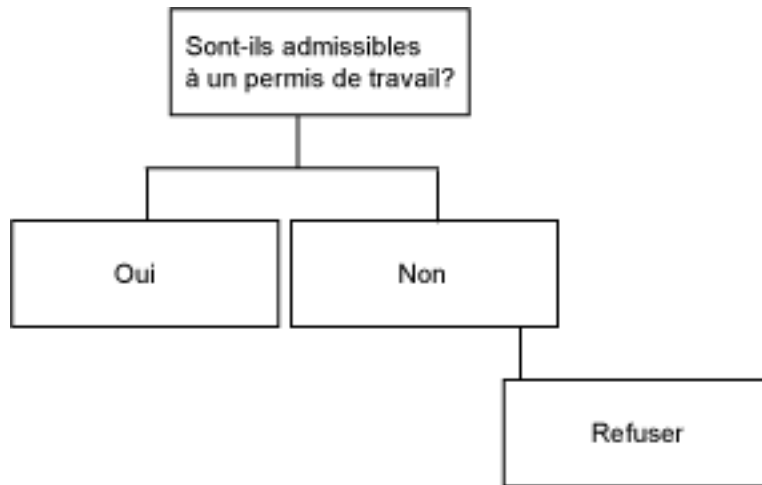 Sont-ils admissibles
à un permis de travail?
Oui
Non
Refuser